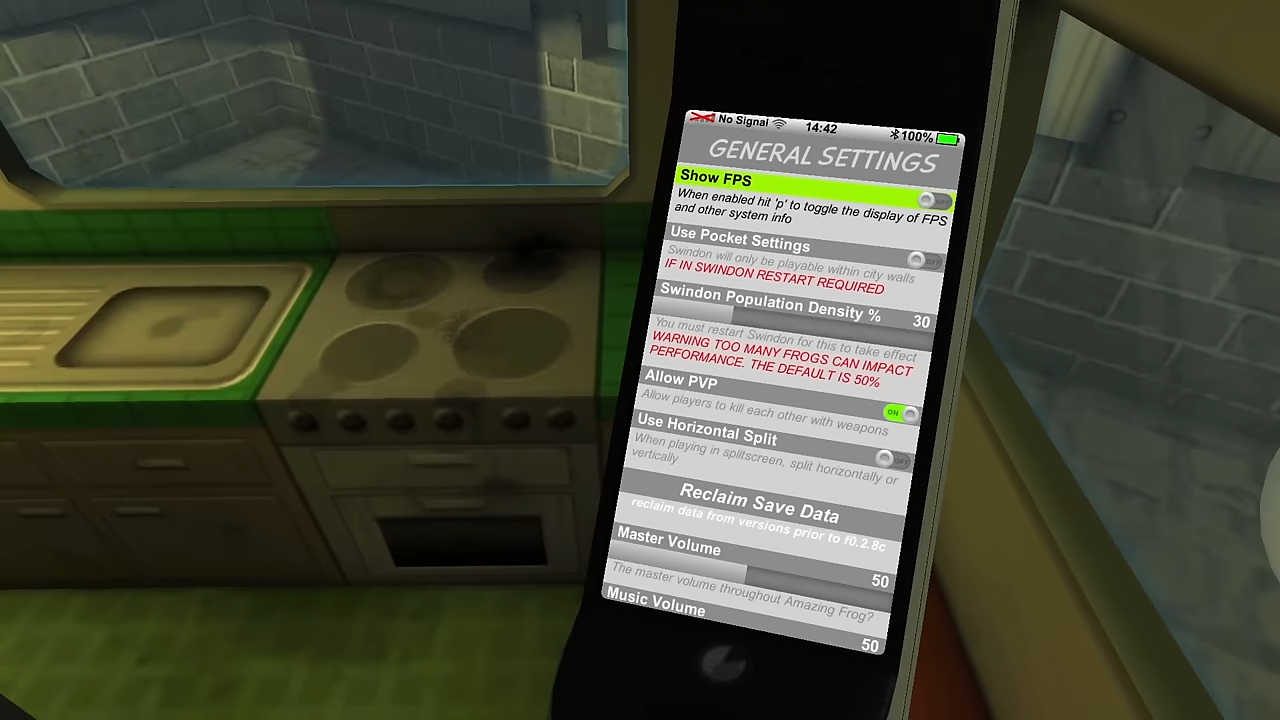 No Signal 14:42 100%
GENERAL SETTINGS
Show FPS OFF
When enabled hit 'p' to toggle the display of FPS
and other system info
Use Pocket Settings OFF
Swindon will only be playable within city walls
IF IN SWINDON RESTART REQUIRED
Swindon Population Density % 30
You must restart Swindon for this to take effect
WARNING TOO MANY FROGS CAN IMPACT
PERFORMANCE. THE DEFAULT IS 50%
Allow PVP ON
Allow players to kill each other with weapons
Use Horizontal Split OFF
When playing in splitscreen, split horizontally or
vertically
Reclaim Save Data
reclaim data from versions prior to f0.2.8c
Master Volume 50
The master volume throughout Amazing Frog?
Music Volume 50